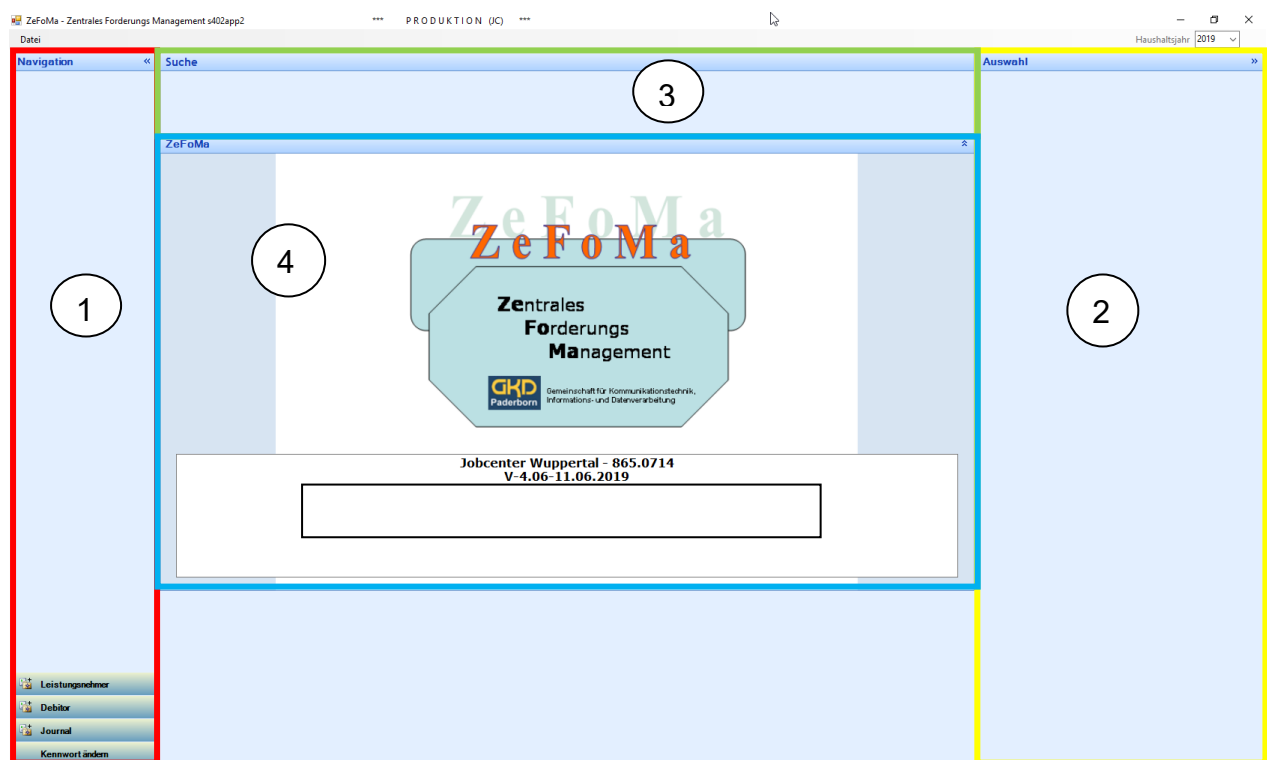 ZeFoMa - Zentrales Forderungs Management s402app2 *** PRODUKTION (JC) ***
Datei Haushaltsjahr 2019
Navigation «
Suche
Auswahl »
3
ZeFoMa
ZeFoMa
ZeFoMa
4
1
2
Zentrales
Forderungs
Management
GKD
Paderborn
Gemeinschaft für Kommunikationstechnik,
Informations- und Datenverarbeitung
Jobcenter Wuppertal - 865.0714
V-4.06-11.06.2019
Leistungsnehmer
Debitor
Journal
Kennwort ändern